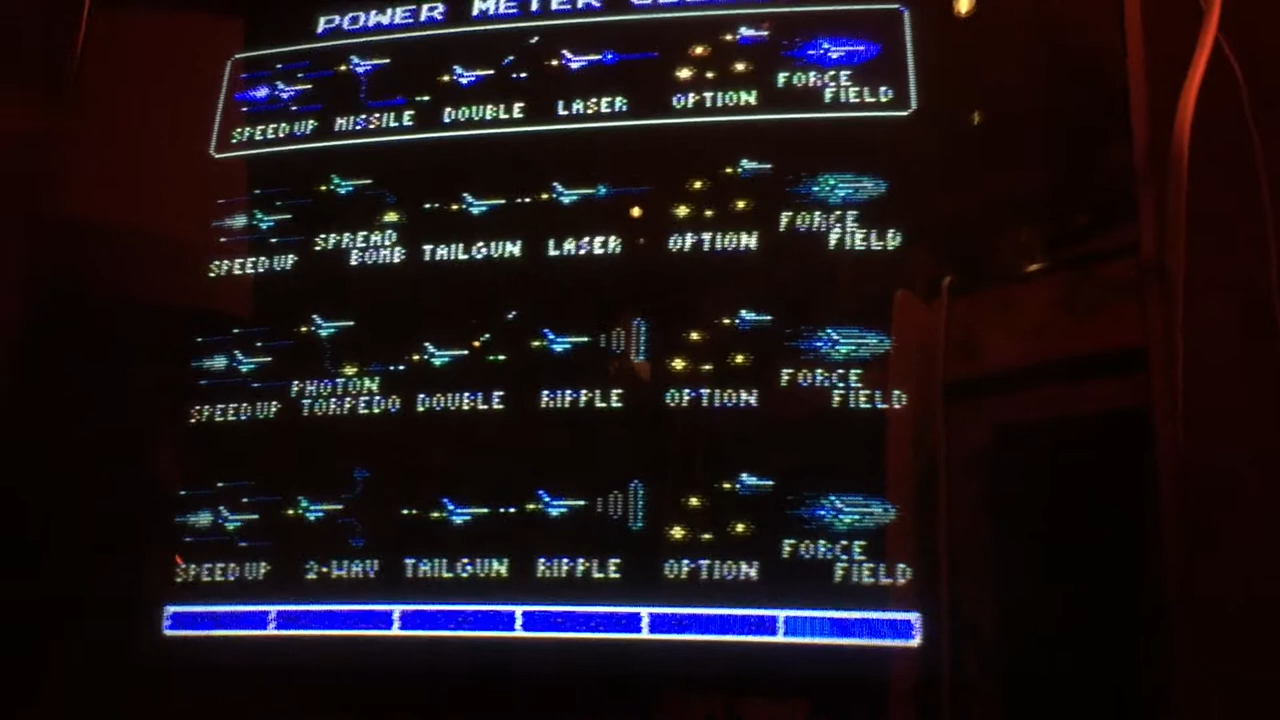 POWER METER
SPEED UP MISSILE DOUBLE LASER OPTION FORCE FIELD
SPEED UP SPREAD BOMB TAILGUN LASER OPTION FORCE FIELD
SPEED UP PHOTON TORPEDO DOUBLE RIPPLE OPTION FORCE FIELD
SPEED UP 2-WAY TAILGUN RIPPLE OPTION FORCE FIELD